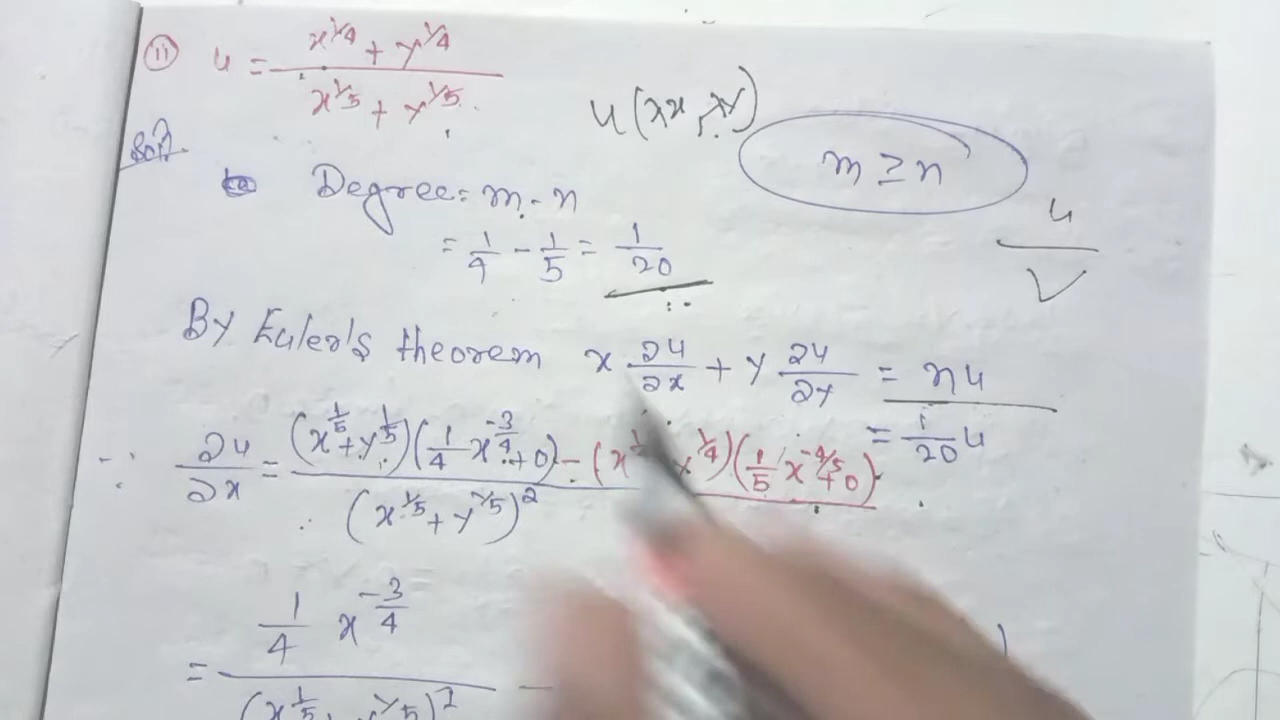 (ii) u = (x^1/4 + y^1/4) / (x^1/5 + y^1/5)
u(λx, λy)
Soln.
m ≥ n
Degree = m - n
u / v
= 1/4 - 1/5 = 1/20
By Euler's theorem x ∂u/∂x + y ∂u/∂y = nu
= 1/20 u
∵ ∂u/∂x = ((x^1/5 + y^1/5)(1/4 x^-3/4 + 0) - (x^1/4 y^1/4)(1/5 x^-4/5 + 0)) / (x^1/5 + y^1/5)^2
= 1/4 x^-3/4 / (x^1/5 + y^1/5)^2 -